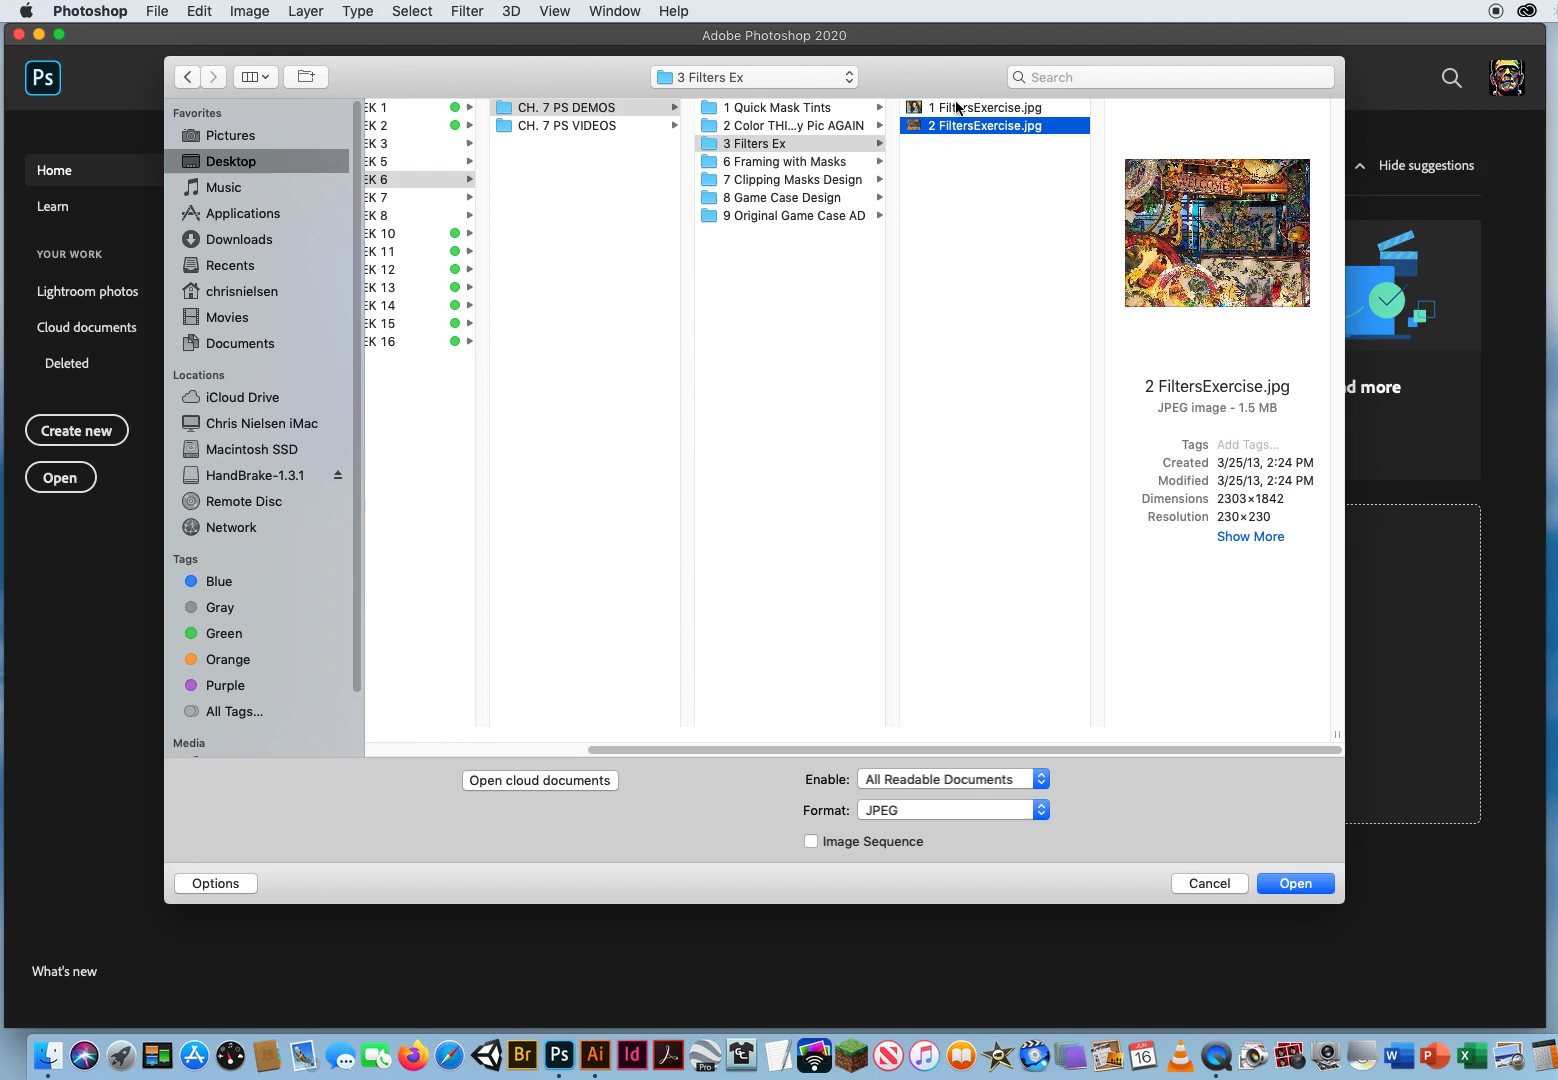 Photoshop File Edit Image Layer Type Select Filter 3D View Window Help
Adobe Photoshop 2020
Ps
3 Filters Ex
Search
Home
Learn
YOUR WORK
Lightroom photos
Cloud documents
Deleted
Create new
Open
What's new
Favorites
Pictures
Desktop
Music
Applications
Downloads
Recents
chrisnielsen
Movies
Documents
Locations
iCloud Drive
Chris Nielsen iMac
Macintosh SSD
HandBrake-1.3.1
Remote Disc
Network
Tags
Blue
Gray
Green
Orange
Purple
All Tags...
Media
EK 1
EK 2
EK 3
EK 5
EK 6
EK 7
EK 8
EK 10
EK 11
EK 12
EK 13
EK 14
EK 15
EK 16
CH. 7 PS DEMOS
CH. 7 PS VIDEOS
1 Quick Mask Tints
2 Color THI...y Pic AGAIN
3 Filters Ex
6 Framing with Masks
7 Clipping Masks Design
8 Game Case Design
9 Original Game Case AD
1 FiltersExercise.jpg
2 FiltersExercise.jpg
WELCOME
2 FiltersExercise.jpg
JPEG image - 1.5 MB
Tags Add Tags...
Created 3/25/13, 2:24 PM
Modified 3/25/13, 2:24 PM
Dimensions 2303×1842
Resolution 230×230
Show More
Hide suggestions
d more
Open cloud documents
Enable: All Readable Documents
Format: JPEG
Image Sequence
Options
Cancel
Open
Br Ps Ai Id
Pro
JUN
16
W P X